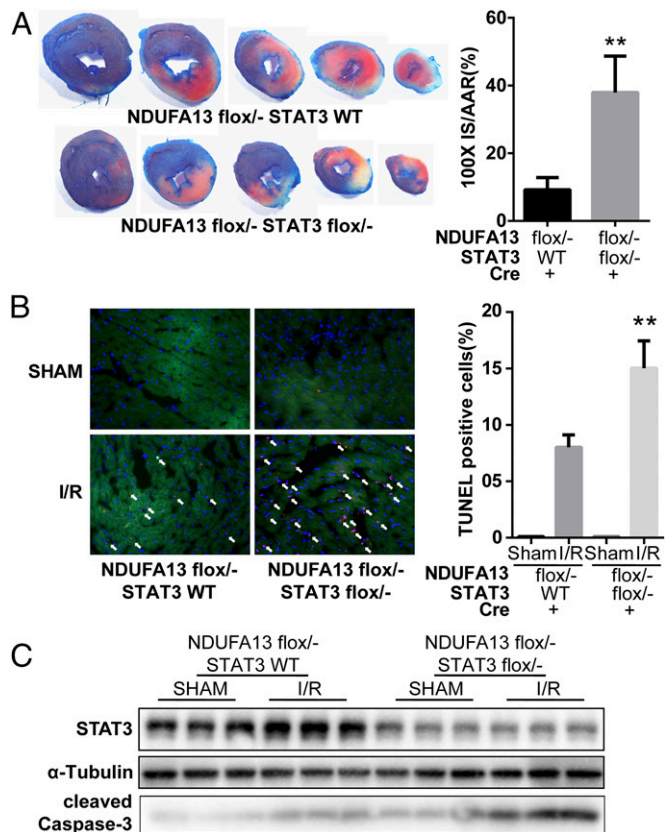 A
NDUFA13 flox/- STAT3 WT
NDUFA13 flox/- STAT3 flox/-
100X IS/AAR(%)
60
40
20
0
**
NDUFA13 flox/- flox/-
STAT3 WT flox/-
Cre + +
B
SHAM
I/R
NDUFA13 flox/- NDUFA13 flox/-
STAT3 WT STAT3 flox/-
TUNEL positive cells(%)
20
15
10
05
00
**
Sham I/R Sham I/R
NDUFA13 flox/- flox/-
STAT3 WT flox/-
Cre + +
C
NDUFA13 flox/- NDUFA13 flox/-
STAT3 WT STAT3 flox/-
SHAM I/R SHAM I/R
STAT3
α-Tubulin
cleaved
Caspase-3